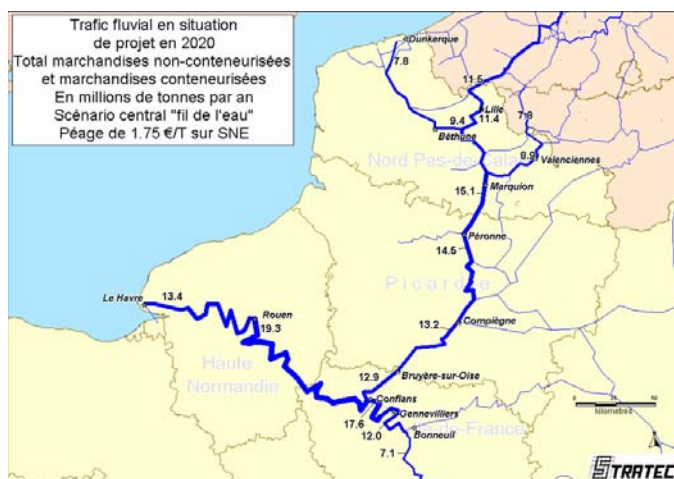 Trafic fluvial en situation
de projet en 2020
Total marchandises non-conteneurisées
et marchandises conteneurisées
En millions de tonnes par an
Scénario central "fil de l'eau"
Péage de 1.75 €/T sur SNE
Dunkerque
7.8
11.5
Lille
11.4
9.4
7.8
Béthune
8.9
Valenciennes
Nord Pas-de-Calai
Marquion
15.1
Péronne
14.5
Picardie
Le Havre
13.4
Rouen
19.3
13.2
Compiègne
Haute
Normandie
12.9
Bruyère-sur-Oise
Conflans
17.6
Gennevilliers
12.0
Bonneuil
de-France
7.1
kilometres
STRATEC